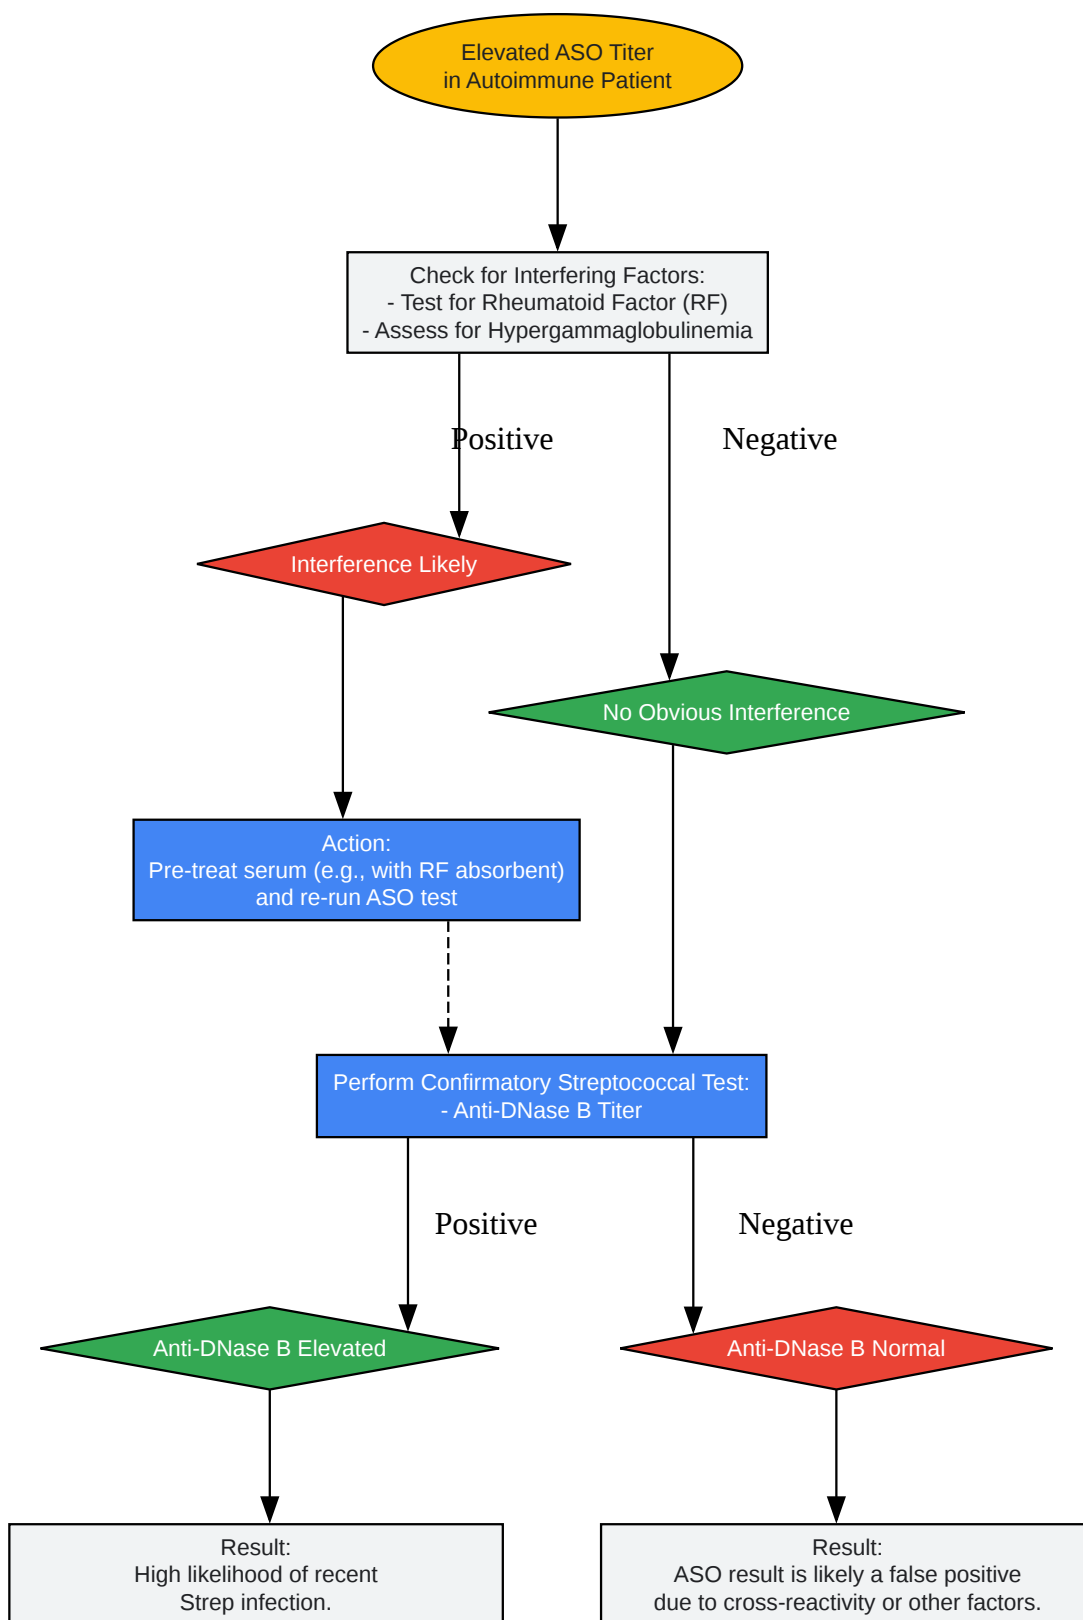 Elevated ASO Titer
in Autoimmune Patient
Check for Interfering Factors:
- Test for Rheumatoid Factor (RF)
- Assess for Hypergammaglobulinemia
Positive
Negative
Interference Likely
No Obvious Interference
Action:
Pre-treat serum (e.g., with RF absorbent)
and re-run ASO test
Perform Confirmatory Streptococcal Test:
- Anti-DNase B Titer
Positive
Negative
Anti-DNase B Elevated
Anti-DNase B Normal
Result:
High likelihood of recent
Strep infection.
Result:
ASO result is likely a false positive
due to cross-reactivity or other factors.